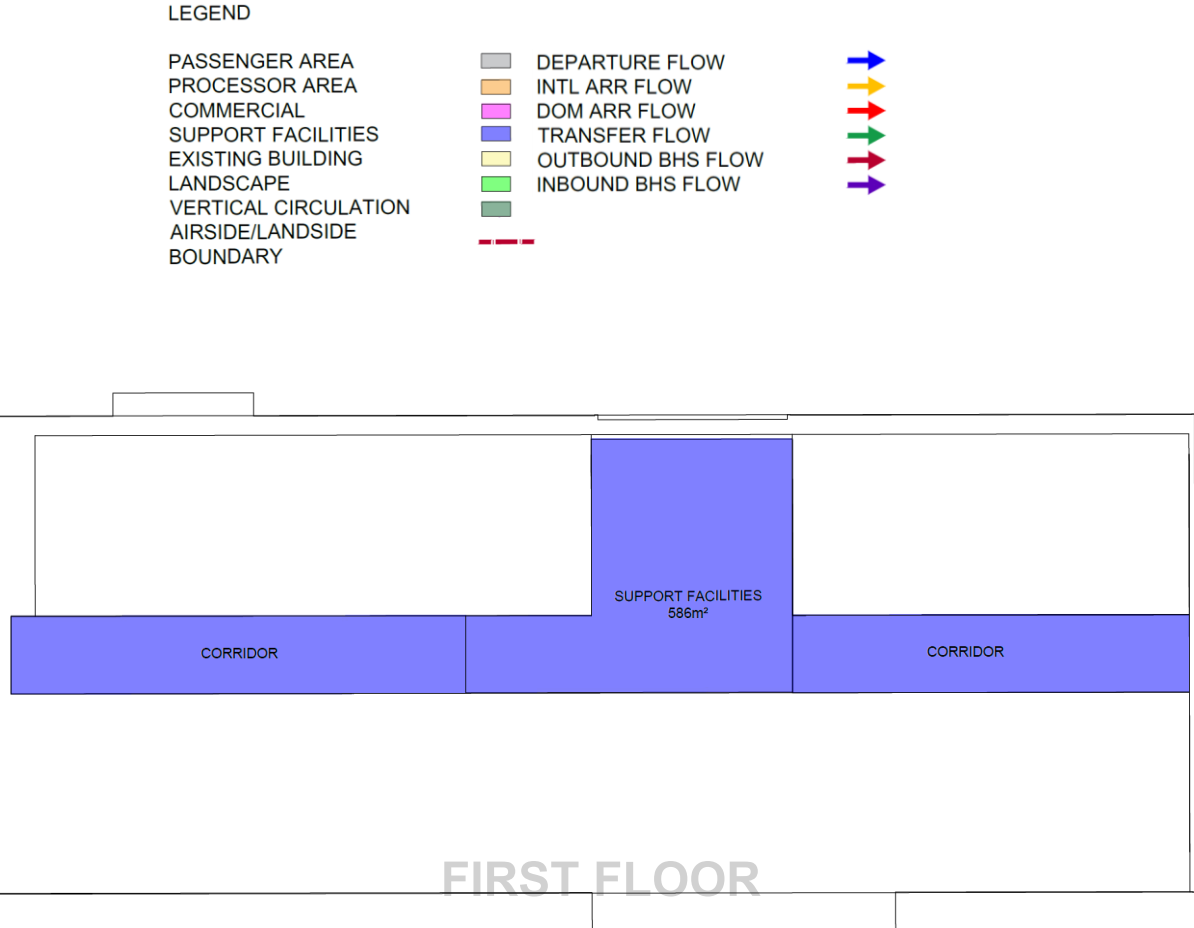 LEGEND
PASSENGER AREA
PROCESSOR AREA
COMMERCIAL
SUPPORT FACILITIES
EXISTING BUILDING
LANDSCAPE
VERTICAL CIRCULATION
AIRSIDE/LANDSIDE
BOUNDARY
DEPARTURE FLOW
INTL ARR FLOW
DOM ARR FLOW
TRANSFER FLOW
OUTBOUND BHS FLOW
INBOUND BHS FLOW
SUPPORT FACILITIES
586m²
CORRIDOR
CORRIDOR
FIRST FLOOR